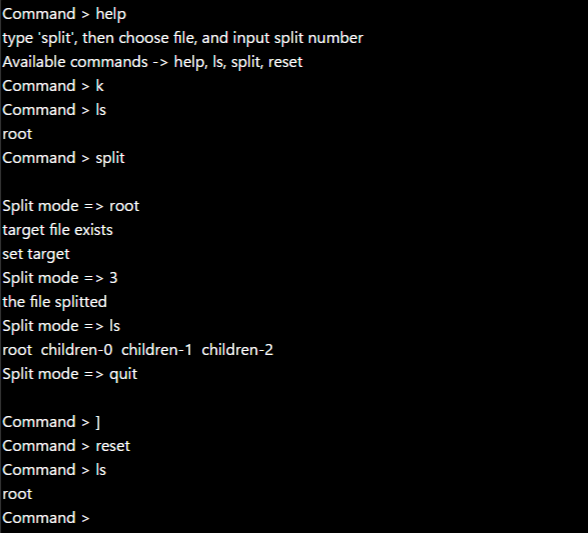 Command > help
type 'split', then choose file, and input split number
Available commands -> help, ls, split, reset
Command > k
Command > ls
root
Command > split
Split mode => root
target file exists
set target
Split mode => 3
the file splitted
Split mode => ls
root  children-0  children-1  children-2
Split mode => quit
Command > ]
Command > reset
Command > ls
root
Command >